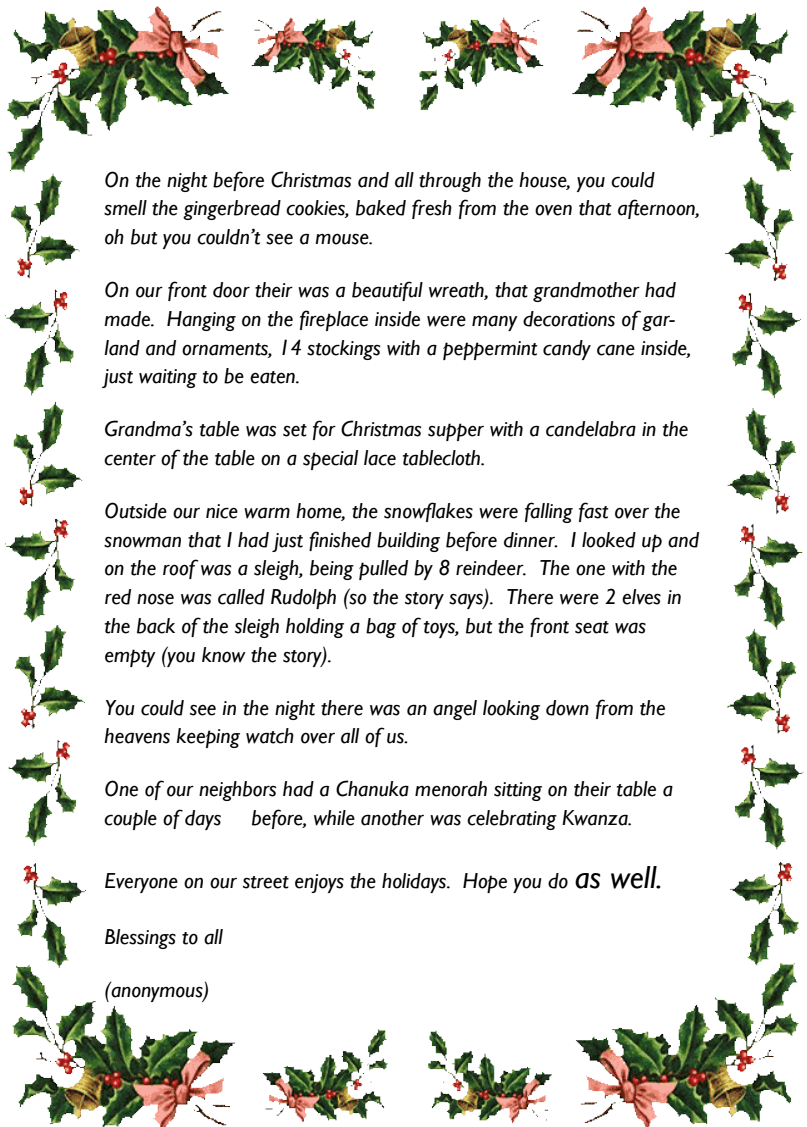 On the night before Christmas and all through the house, you could
smell the gingerbread cookies, baked fresh from the oven that afternoon,
oh but you couldn't see a mouse.
On our front door their was a beautiful wreath, that grandmother had
made.  Hanging on the fireplace inside were many decorations of gar-
land and ornaments, 14 stockings with a peppermint candy cane inside,
just waiting to be eaten.
Grandma's table was set for Christmas supper with a candelabra in the
center of the table on a special lace tablecloth.
Outside our nice warm home, the snowflakes were falling fast over the
snowman that I had just finished building before dinner.  I looked up and
on the roof was a sleigh, being pulled by 8 reindeer.  The one with the
red nose was called Rudolph (so the story says).  There were 2 elves in
the back of the sleigh holding a bag of toys, but the front seat was
empty (you know the story).
You could see in the night there was an angel looking down from the
heavens keeping watch over all of us.
One of our neighbors had a Chanuka menorah sitting on their table a
couple of days     before, while another was celebrating Kwanza.
Everyone on our street enjoys the holidays.  Hope you do as well.
Blessings to all
(anonymous)